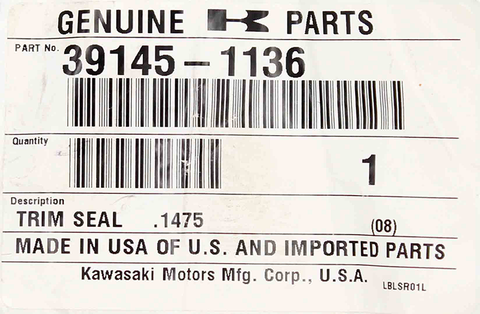 GENUINE K PARTS
PART No. 39145-1136
Quantity 1
Description
TRIM SEAL .1475 (08)
MADE IN USA OF U.S. AND IMPORTED PARTS
Kawasaki Motors Mfg. Corp., U.S.A.
LBLSR01L